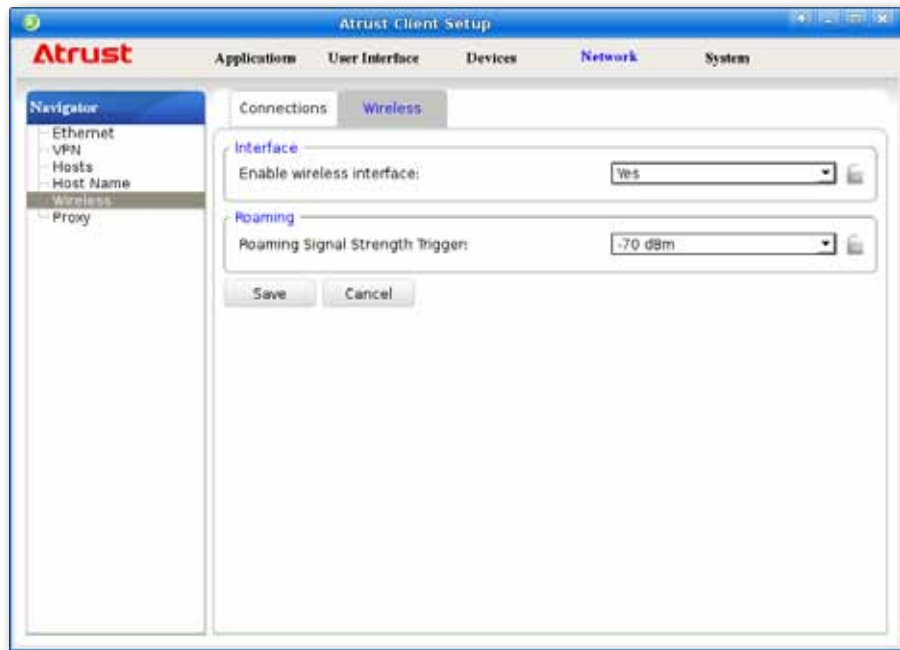 Atrust Client Setup
Atrust
Applications User Interface Devices Network System
Navigator
Ethernet
VPN
Hosts
Host Name
Wireless
Proxy
Connections Wireless
Interface
Enable wireless interface: Yes
Roaming
Roaming Signal Strength Trigger: -70 dBm
Save Cancel